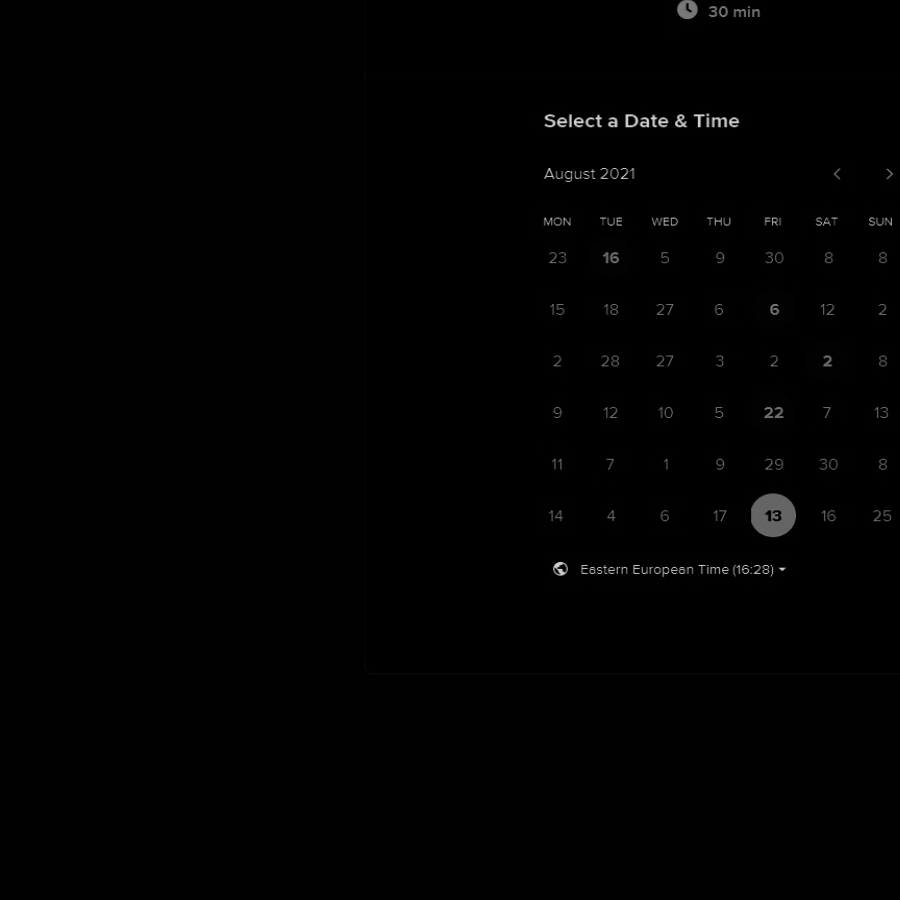 30 min
Select a Date & Time
August 2021
MON TUE WED THU FRI SAT SUN
23 16 5 9 30 8 8
15 18 27 6 6 12 2
2 28 27 3 2 2 8
9 12 10 5 22 7 13
11 7 1 9 29 30 8
14 4 6 17 13 16 25
Eastern European Time (16:28)